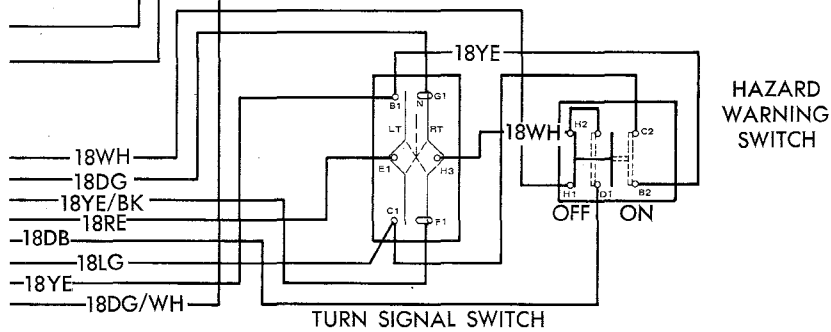 18YE
HAZARD
WARNING
SWITCH
B1
N
G1
LT
RT
18WH
H2
C2
E1
H3
H1
D1
B2
OFF
ON
C1
F1
18WH
18DG
18YE/BK
18RE
18DB
18LG
18YE
18DG/WH
TURN SIGNAL SWITCH